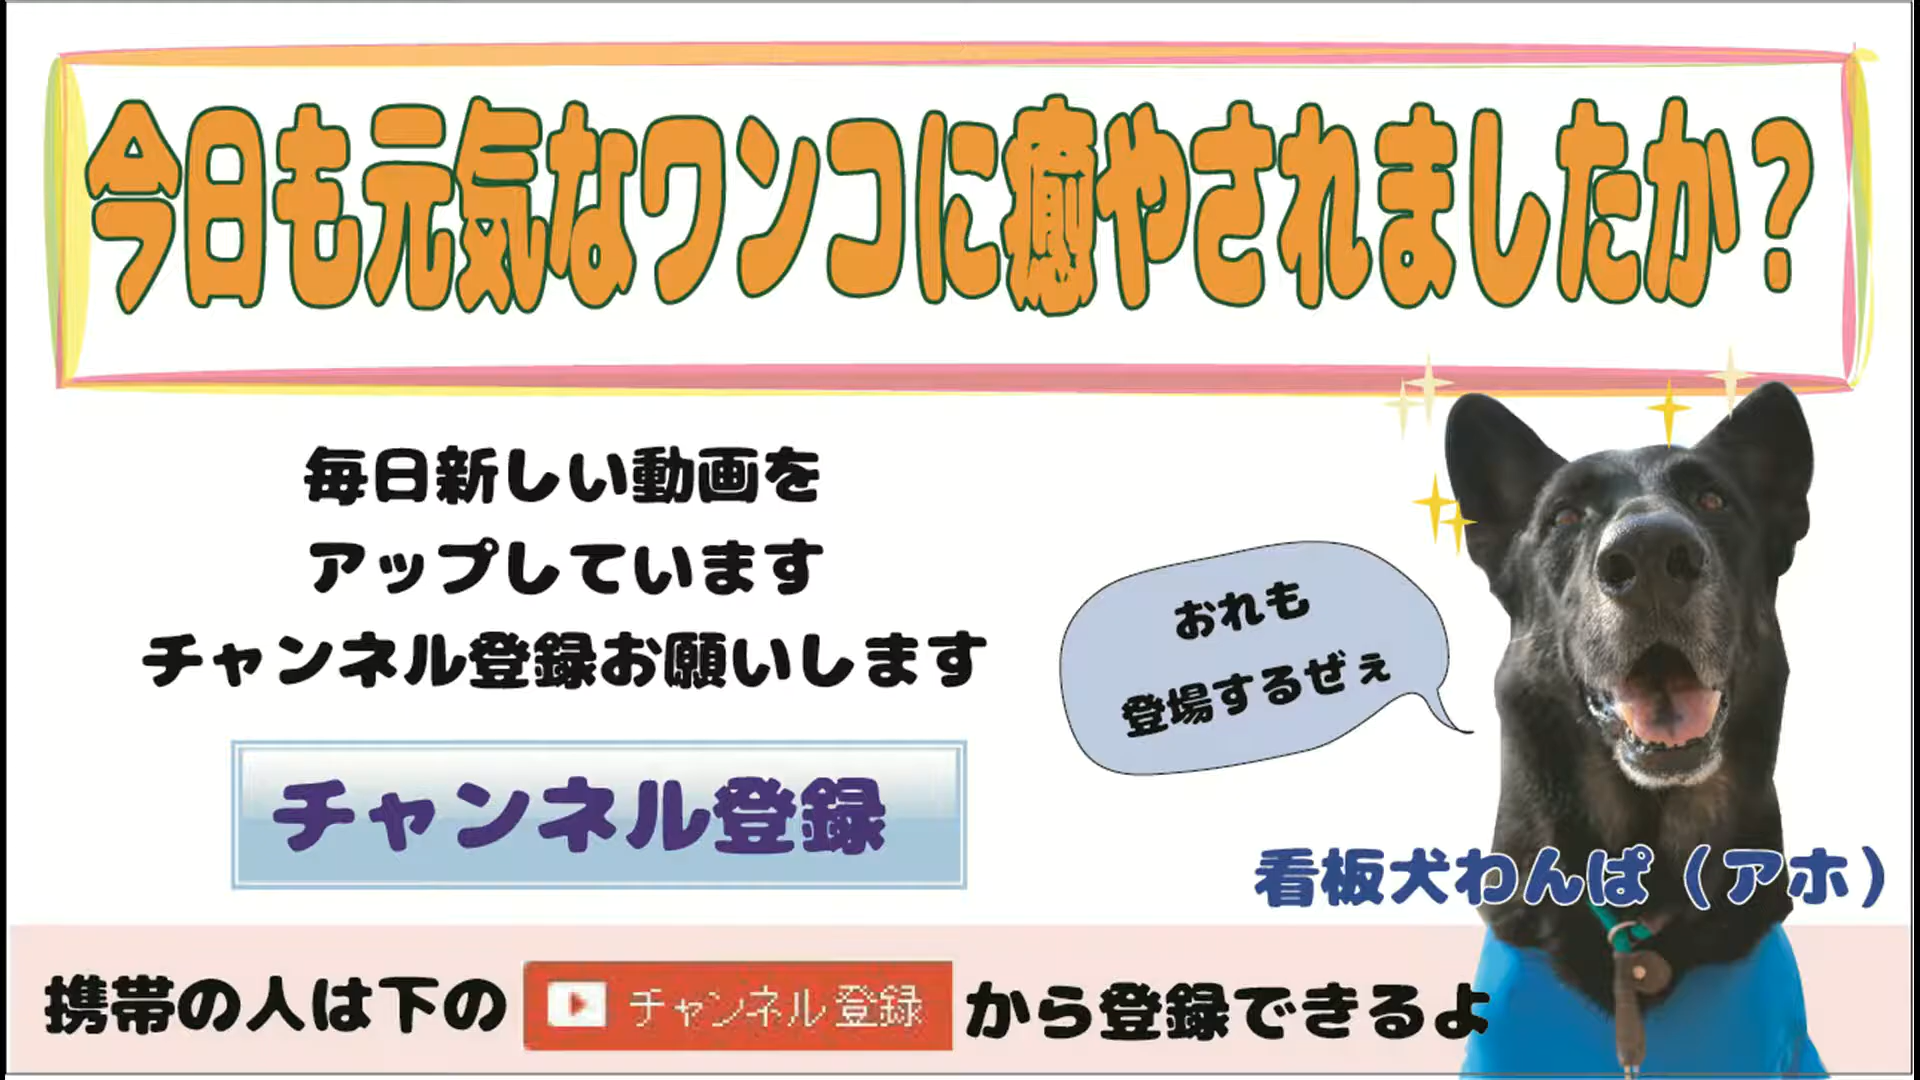 今日も元気なワンコに癒やされましたか？
毎日新しい動画を
アップしています
チャンネル登録お願いします
チャンネル登録
おれも
登場するぜぇ
看板犬わんぱ（アホ）
携帯の人は下の チャンネル登録 から登録できるよ